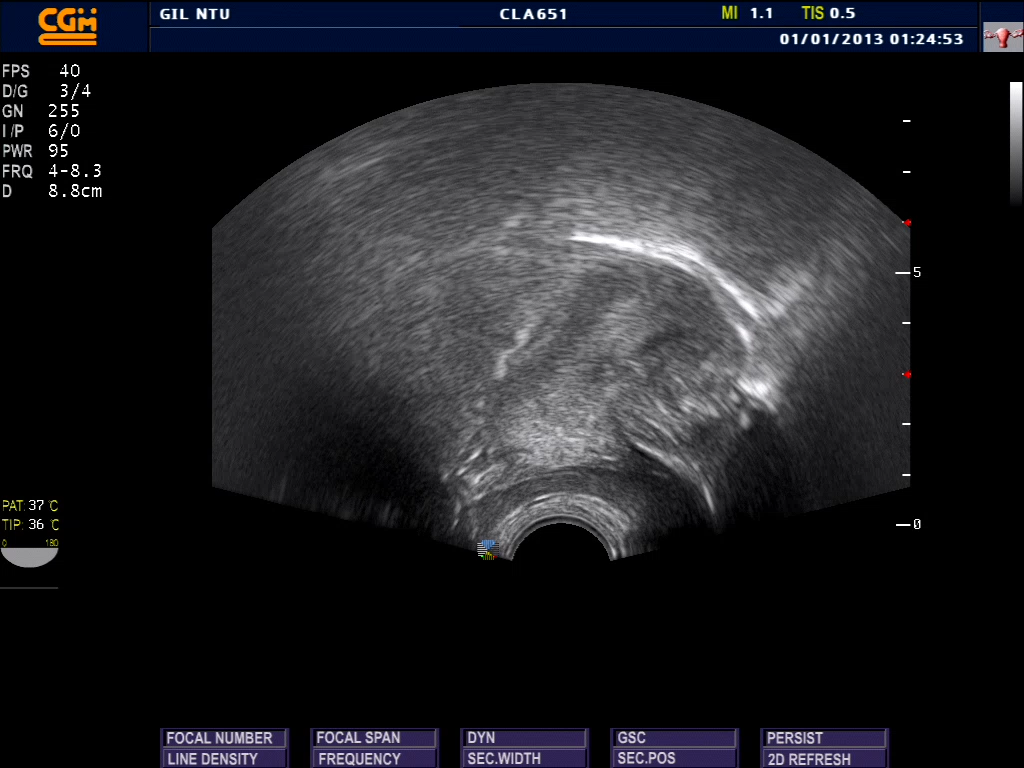 CGM
GIL NTU CLA651 MI 1.1 TIS 0.5
01/01/2013 01:24:53
FPS 40
D/G 3/4
GN 255
I/P 6/0
PWR 95
FRQ 4-8.3
D 8.8cm
5
PAT: 37 °C
TIP: 36 °C
0 180
0
FOCAL NUMBER FOCAL SPAN DYN GSC PERSIST
LINE DENSITY FREQUENCY SEC.WIDTH SEC.POS 2D REFRESH